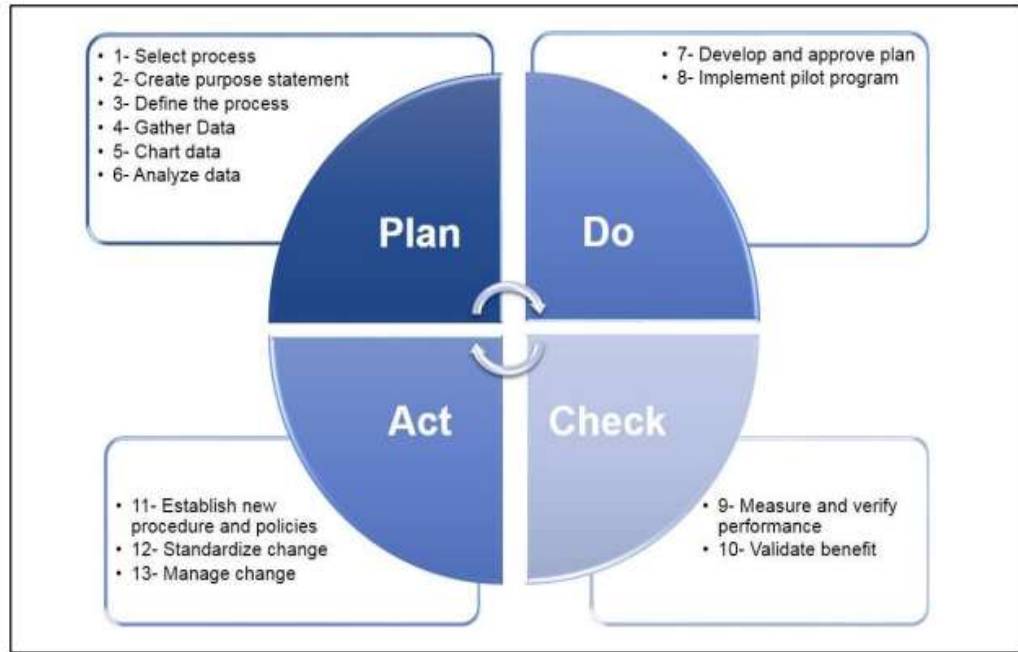 • 1- Select process
• 2- Create purpose statement
• 3- Define the process
• 4- Gather Data
• 5- Chart data
• 6- Analyze data
Plan
• 7- Develop and approve plan
• 8- Implement pilot program
Do
• 11- Establish new
procedure and policies
• 12- Standardize change
• 13- Manage change
Act
• 9- Measure and verify
performance
• 10- Validate benefit
Check